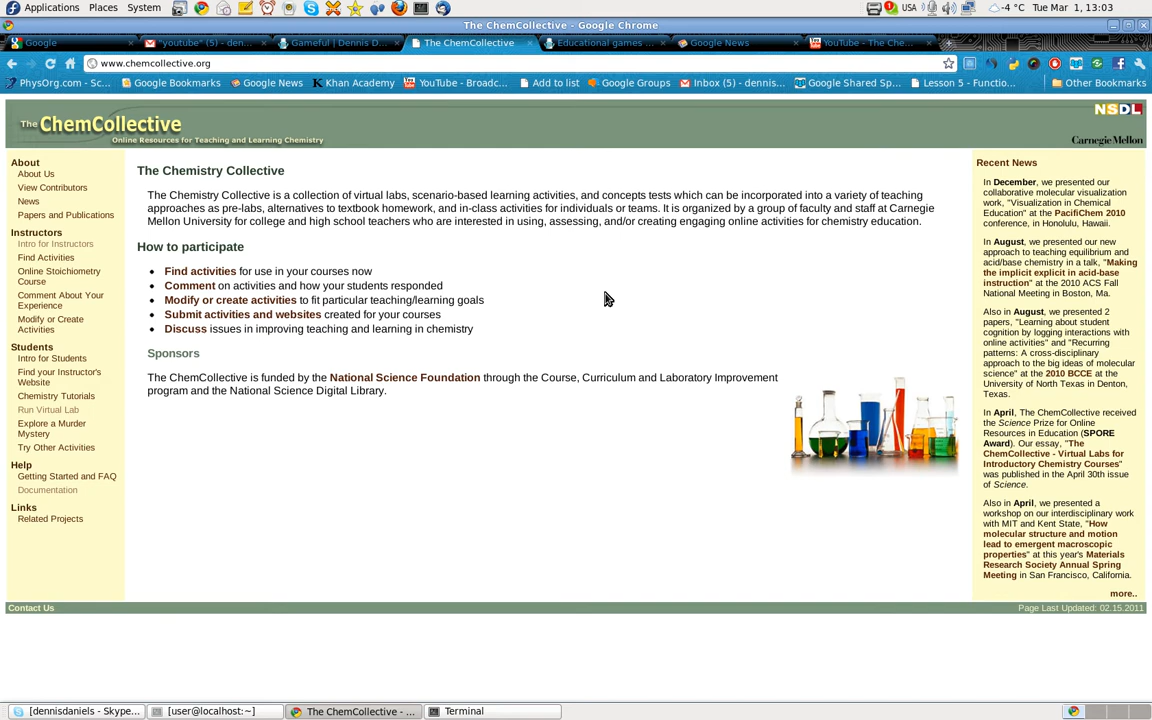 Applications Places System USA -4 °C Tue Mar 1, 13:03
The ChemCollective - Google Chrome
Google "youtube" (5) - den... Gameful | Dennis D... The ChemCollective Educational games ... Google News YouTube - The Che...
www.chemcollective.org
PhysOrg.com - Sc... Google Bookmarks Google News Khan Academy YouTube - Broadc... Add to list Google Groups Inbox (5) - dennis... Google Shared Sp... Lesson 5 - Functio... Other Bookmarks
The ChemCollective
Online Resources for Teaching and Learning Chemistry
NSDL
Carnegie Mellon
About
About Us
View Contributors
News
Papers and Publications
Instructors
Intro for Instructors
Find Activities
Online Stoichiometry
Course
Comment About Your
Experience
Modify or Create
Activities
Students
Intro for Students
Find your Instructor's
Website
Chemistry Tutorials
Run Virtual Lab
Explore a Murder
Mystery
Try Other Activities
Help
Getting Started and FAQ
Documentation
Links
Related Projects
The Chemistry Collective
The Chemistry Collective is a collection of virtual labs, scenario-based learning activities, and concepts tests which can be incorporated into a variety of teaching
approaches as pre-labs, alternatives to textbook homework, and in-class activities for individuals or teams. It is organized by a group of faculty and staff at Carnegie
Mellon University for college and high school teachers who are interested in using, assessing, and/or creating engaging online activities for chemistry education.
How to participate
Find activities for use in your courses now
Comment on activities and how your students responded
Modify or create activities to fit particular teaching/learning goals
Submit activities and websites created for your courses
Discuss issues in improving teaching and learning in chemistry
Sponsors
The ChemCollective is funded by the National Science Foundation through the Course, Curriculum and Laboratory Improvement
program and the National Science Digital Library.
Recent News
In December, we presented our
collaborative molecular visualization
work, "Visualization in Chemical
Education" at the PacifiChem 2010
conference, in Honolulu, Hawaii.
In August, we presented our new
approach to teaching equilibrium and
acid/base chemistry in a talk, "Making
the implicit explicit in acid-base
instruction" at the 2010 ACS Fall
National Meeting in Boston, Ma.
Also in August, we presented 2
papers, "Learning about student
cognition by logging interactions with
online activities" and "Recurring
patterns: A cross-disciplinary
approach to the big ideas of molecular
science" at the 2010 BCCE at the
University of North Texas in Denton,
Texas.
In April, The ChemCollective received
the Science Prize for Online
Resources in Education (SPORE
Award). Our essay, "The
ChemCollective - Virtual Labs for
Introductory Chemistry Courses"
was published in the April 30th issue
of Science.
Also in April, we presented a
workshop on our interdisciplinary work
with MIT and Kent State, "How
molecular structure and motion
lead to emergent macroscopic
properties" at this year's Materials
Research Society Annual Spring
Meeting in San Francisco, California.
more..
Contact Us Page Last Updated: 02.15.2011
[dennisdaniels - Skype... [user@localhost:~] The ChemCollective - ... Terminal